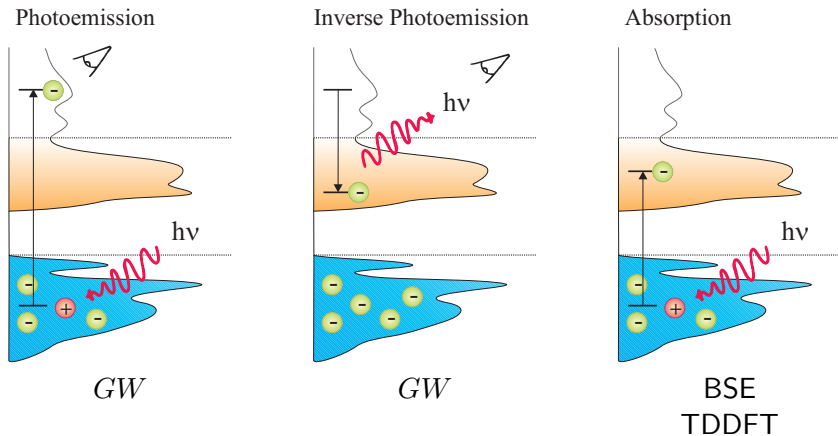 Photoemission
Inverse Photoemission
Absorption
-
hν
-
-
hν
-
-
-
+
-
-
-
-
-
-
-
hν
-
+
-
-
GW
GW
BSE
TDDFT